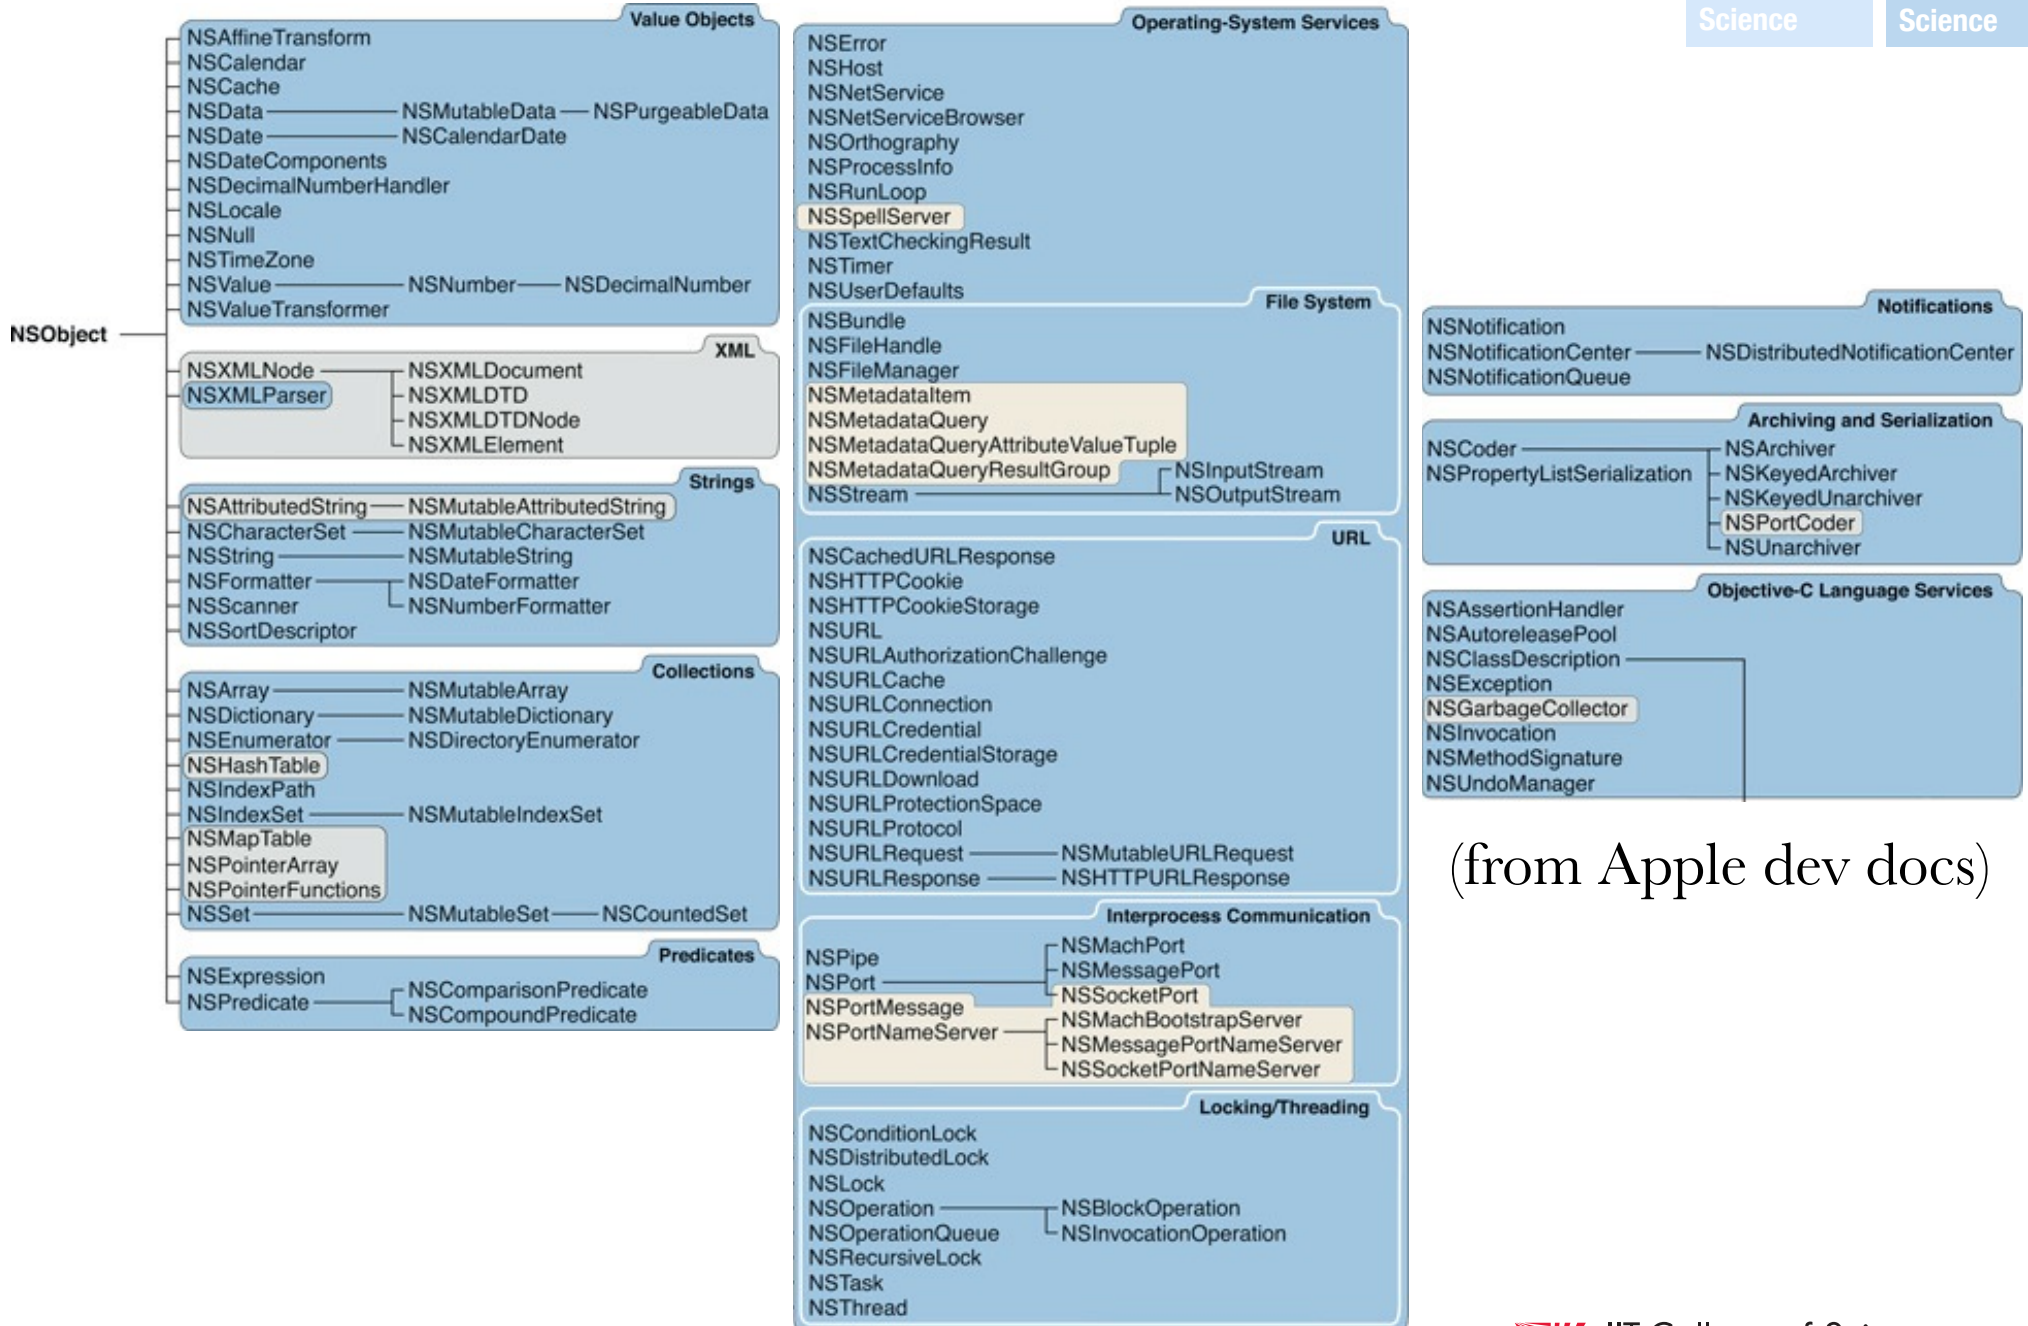 Science
Science
NSObject
Value Objects
NSAffineTransform
NSCalendar
NSCache
NSData NSMutableData NSPurgeableData
NSDate NSCalendarDate
NSDateComponents
NSDecimalNumberHandler
NSLocale
NSNull
NSTimeZone
NSValue NSNumber NSDecimalNumber
NSValueTransformer
XML
NSXMLNode NSXMLDocument
NSXMLParser NSXMLDTD
NSXMLDTDNode
NSXMLElement
Strings
NSAttributedString NSMutableAttributedString
NSCharacterSet NSMutableCharacterSet
NSString NSMutableString
NSFormatter NSDateFormatter
NSScanner NSNumberFormatter
NSSortDescriptor
Collections
NSArray NSMutableArray
NSDictionary NSMutableDictionary
NSEnumerator NSDirectoryEnumerator
NSHashTable
NSIndexPath
NSIndexSet NSMutableIndexSet
NSMapTable
NSPointerArray
NSPointerFunctions
NSSet NSMutableSet NSCountedSet
Predicates
NSExpression
NSPredicate NSComparisonPredicate
NSCompoundPredicate
Operating-System Services
NSError
NSHost
NSNetService
NSNetServiceBrowser
NSOrthography
NSProcessInfo
NSRunLoop
NSSpellServer
NSTextCheckingResult
NSTimer
NSUserDefaults
File System
NSBundle
NSFileHandle
NSFileManager
NSMetadataItem
NSMetadataQuery
NSMetadataQueryAttributeValueTuple
NSMetadataQueryResultGroup NSInputStream
NSStream NSOutputStream
URL
NSCachedURLResponse
NSHTTPCookie
NSHTTPCookieStorage
NSURL
NSURLAuthorizationChallenge
NSURLCache
NSURLConnection
NSURLCredential
NSURLCredentialStorage
NSURLDownload
NSURLProtectionSpace
NSURLProtocol
NSURLRequest NSMutableURLRequest
NSURLResponse NSHTTPURLResponse
Interprocess Communication
NSPipe NSMachPort
NSPort NSMessagePort
NSPortMessage NSSocketPort
NSPortNameServer NSMachBootstrapServer
NSMessagePortNameServer
NSSocketPortNameServer
Locking/Threading
NSConditionLock
NSDistributedLock
NSLock
NSOperation NSBlockOperation
NSOperationQueue NSInvocationOperation
NSRecursiveLock
NSTask
NSThread
Notifications
NSNotification
NSNotificationCenter NSDistributedNotificationCenter
NSNotificationQueue
Archiving and Serialization
NSCoder NSArchiver
NSPropertyListSerialization NSKeyedArchiver
NSKeyedUnarchiver
NSPortCoder
NSUnarchiver
Objective-C Language Services
NSAssertionHandler
NSAutoreleasePool
NSClassDescription
NSException
NSGarbageCollector
NSInvocation
NSMethodSignature
NSUndoManager
(from Apple dev docs)